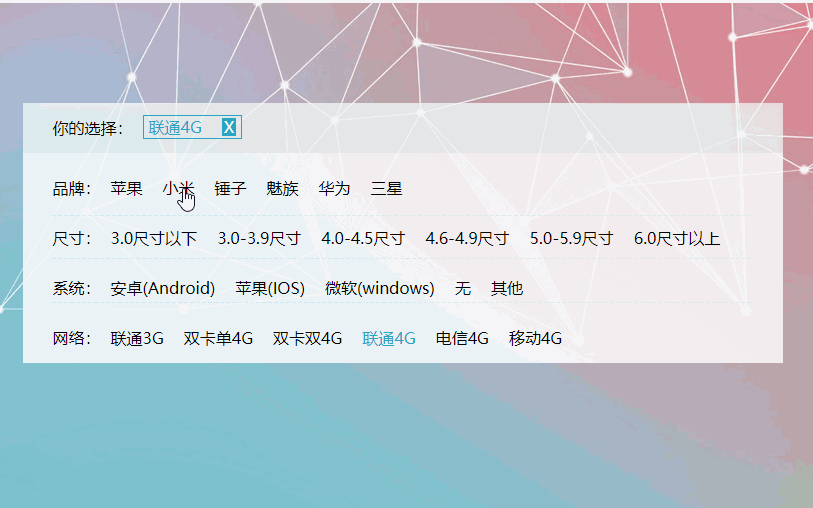 你的选择： 联通4G X
品牌： 苹果 小米 锤子 魅族 华为 三星
尺寸： 3.0尺寸以下 3.0-3.9尺寸 4.0-4.5尺寸 4.6-4.9尺寸 5.0-5.9尺寸 6.0尺寸以上
系统： 安卓(Android) 苹果(IOS) 微软(windows) 无 其他
网络： 联通3G 双卡单4G 双卡双4G 联通4G 电信4G 移动4G